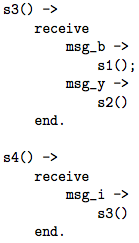 s3() ->
    receive
        msg_b ->
            s1();
        msg_y ->
            s2()
    end.

s4() ->
    receive
        msg_i ->
            s3()
    end.